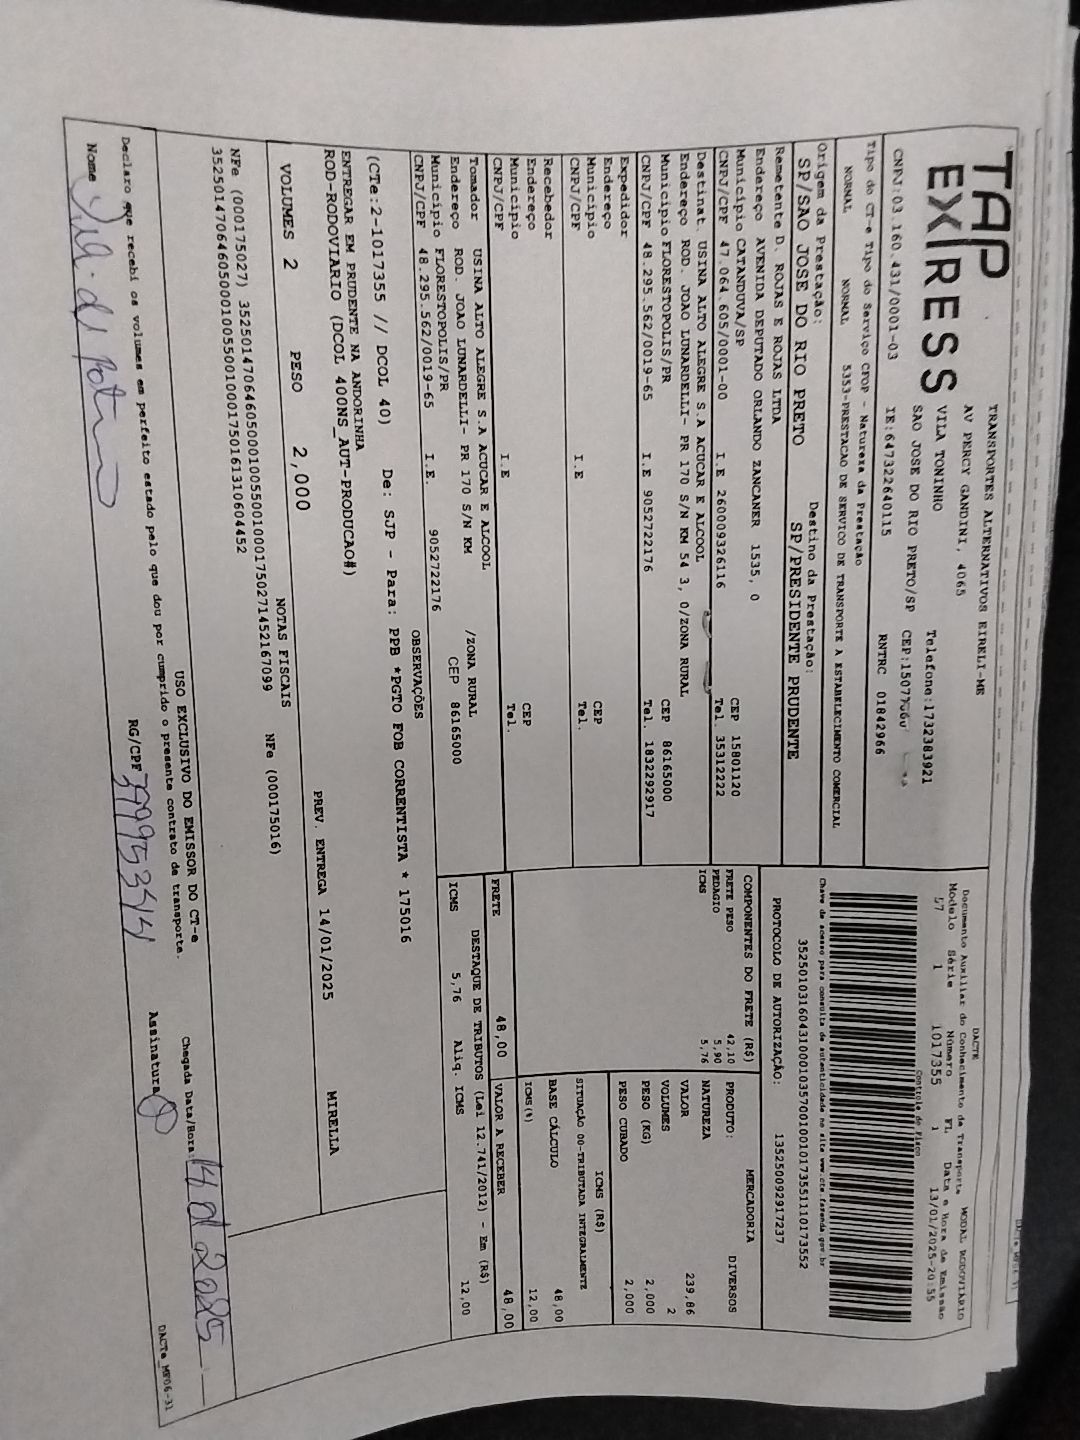 TAP
EXPRESS
TRANSPORTES ALTERNATIVOS EIRELI-ME
AV PERCY GANDINI, 4065
VILA TONINHO
Telefone:1732383921
SAO JOSE DO RIO PRETO/SP
CNPJ:03.160.431/0001-03
IE:647322640115
RNTRC 01842966
DACTE
Documento Auxiliar do Conhecimento de Transporte MODAL RODOVIÁRIO
Modelo Série Número FL Data e Hora de Emissão
57 1 1017355 1 13/01/2025-20:55
Controle do Fisco
Chave de acesso para consulta de autenticidade no site www.cte.fazenda.gov.br
PROTOCOLO DE AUTORIZAÇÃO: 135250092917237
Tipo do CT-e Tipo do Serviço CFOP - Natureza da Prestação
NORMAL NORMAL 5353-PRESTACAO DE SERVICO DE TRANSPORTE A ESTABELECIMENTO COMERCIAL
Origem da Prestação: Destino da Prestação:
SP/SAO JOSE DO RIO PRETO SP/PRESIDENTE PRUDENTE
Remetente D. ROJAS E ROJAS LTDA
Endereço AVENIDA DEPUTADO ORLANDO ZANCANER 1535, 0
Município CATANDUVA/SP CEP 15801120
CNPJ/CPF 47.064.605/0001-00 I.E 260009326116 Tel. 35312222
Destinat. USINA ALTO ALEGRE S.A ACUCAR E ALCOOL
Endereço ROD. JOAO LUNARDELLI- PR 170 S/N KM 54 3, 0/ZONA RURAL
Município FLORESTOPOLIS/PR CEP 86165000
CNPJ/CPF 48.295.562/0019-65 I.E 9052722176 Tel. 1832292917
Expedidor
Endereço
Município CEP
CNPJ/CPF I.E Tel.
Recebedor
Endereço
Município CEP
CNPJ/CPF I.E Tel.
Tomador USINA ALTO ALEGRE S.A ACUCAR E ALCOOL
Endereço ROD. JOAO LUNARDELLI- PR 170 S/N KM /ZONA RURAL
Município FLORESTOPOLIS/PR CEP 86165000
CNPJ/CPF 48.295.562/0019-65 I.E. 9052722176
COMPONENTES DO FRETE (R$)
FRETE PESO 42,10
PEDAGIO 5,90
ICMS 5,76
MERCADORIA
PRODUTO: DIVERSOS
NATUREZA
VALOR 239,86
VOLUMES 2
PESO (KG) 2,000
PESO CUBADO 2,000
ICMS (R$)
SITUAÇÃO 00-TRIBUTADA INTEGRALMENTE
BASE CÁLCULO 48,00
ICMS(%) 12,00
FRETE 48,00 VALOR A RECEBER 48,00
DESTAQUE DE TRIBUTOS (Lei 12.741/2012) - Em (R$)
ICMS 5,76 Aliq. ICMS 12,00
OBSERVAÇÕES
(CTe:2-1017355 // DCOL 40) De: SJP - Para: PPB *PGTO FOB CORRENTISTA * 175016
ENTREGAR EM PRUDENTE NA ANDORINHA
ROD-RODOVIARIO (DCOL 400NS_AUT-PRODUCAO#)
VOLUMES 2 PESO 2,000 PREV. ENTREGA 14/01/2025 MIRELLA
NOTAS FISCAIS
NFe (000175027) NFe (000175016)
USO EXCLUSIVO DO EMISSOR DO CT-e
Declaro que recebi os volumes em perfeito estado pelo que dou por cumprido o presente contrato de transporte.
Chegada Data/Hora:
Nome RG/CPF Assinatura
DACTe_MF06-31